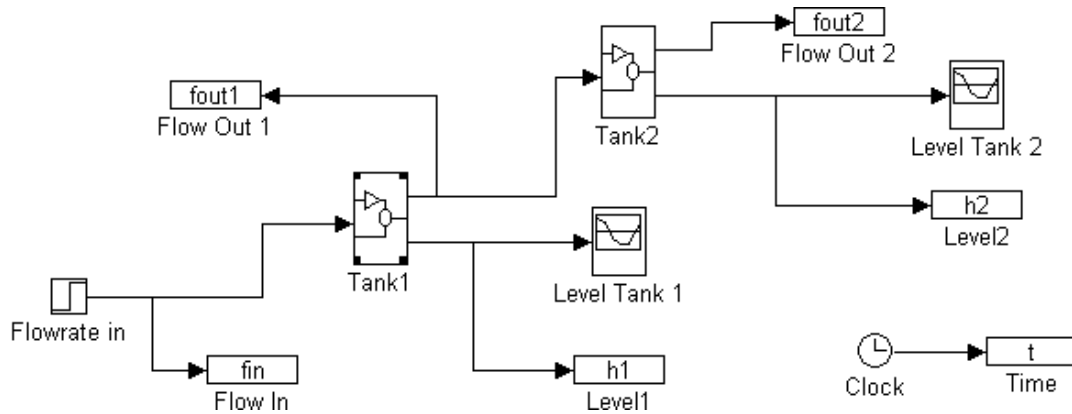 fout2
Flow Out 2
fout1
Flow Out 1
Tank2
Level Tank 2
h2
Level2
Tank1
Level Tank 1
Flowrate in
fin
Flow In
h1
Level1
Clock
t
Time